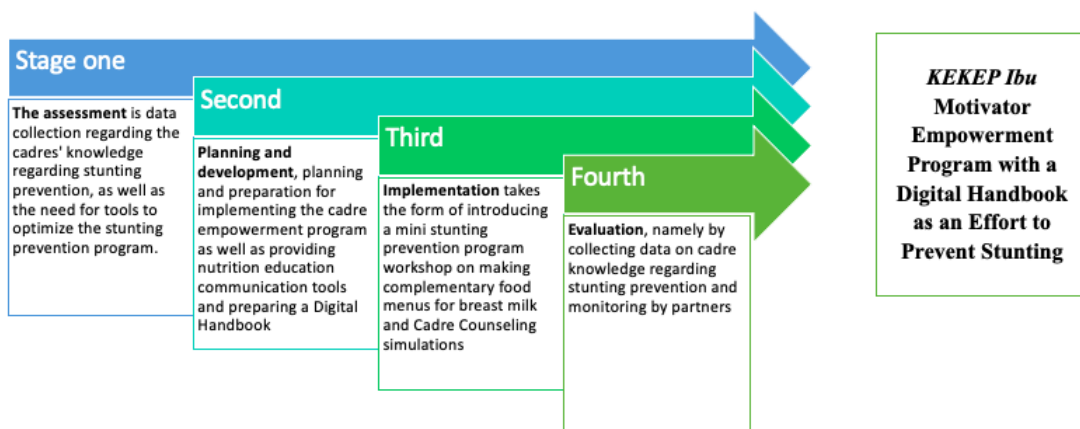 Stage one
The assessment is data
collection regarding the
cadres' knowledge
regarding stunting
prevention, as well as
the need for tools to
optimize the stunting
prevention program.
Second
Planning and
development, planning
and preparation for
implementing the cadre
empowerment program
as well as providing
nutrition education
communication tools
and preparing a Digital
Handbook
Third
Implementation takes
the form of introducing
a mini stunting
prevention program
workshop on making
complementary food
menus for breast milk
and Cadre Counseling
simulations
Fourth
Evaluation, namely by
collecting data on cadre
knowledge regarding
stunting prevention and
monitoring by partners
KEKEP Ibu
Motivator
Empowerment
Program with a
Digital Handbook
as an Effort to
Prevent Stunting